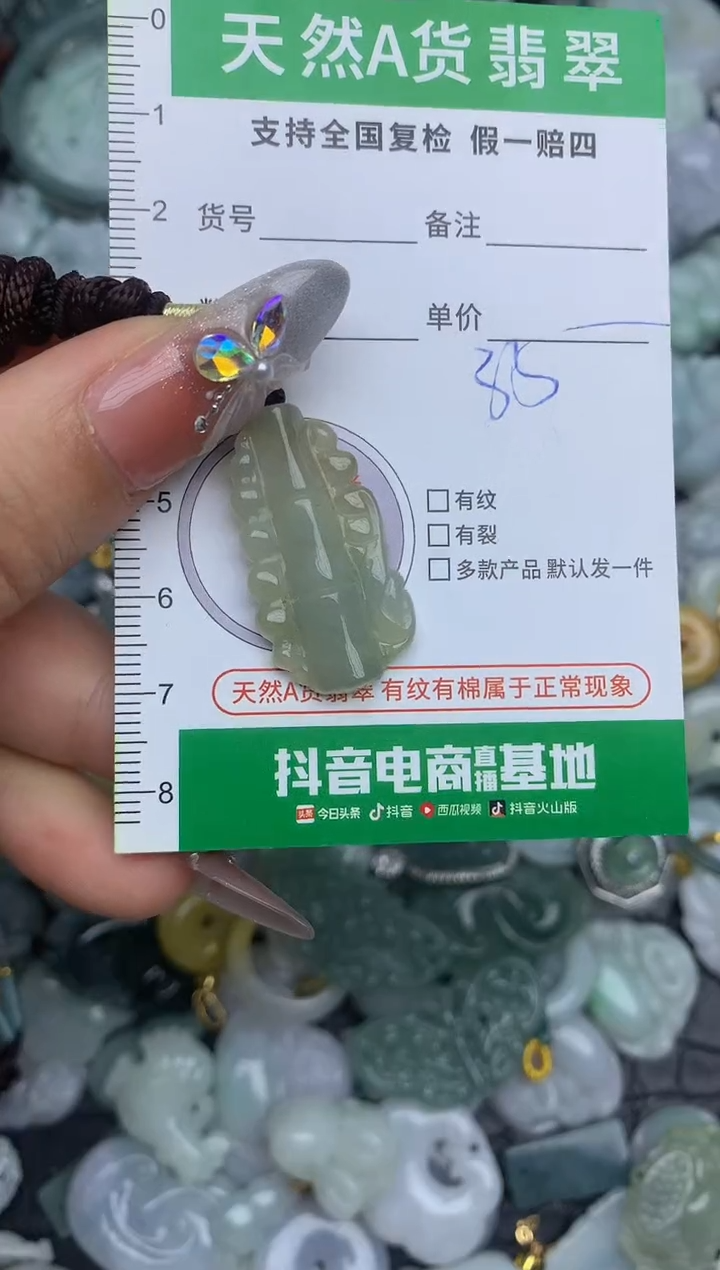 天然A货翡翠
支持全国复检 假一赔四
货号 备注
单价
85
□有纹
□有裂
□多款产品 默认发一件
天然A货翡翠 有纹有棉属于正常现象
抖音电商直播基地
头条 今日头条 抖音 西瓜视频 抖音火山版
0
1
2
5
6
7
8